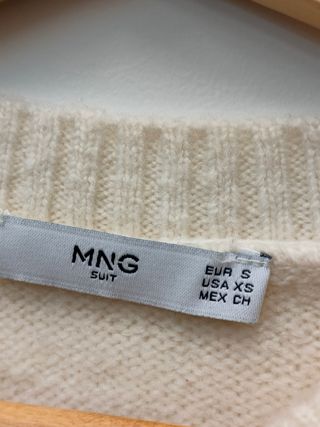 MNG
SUIT
EUR S
USA XS
MEX CH